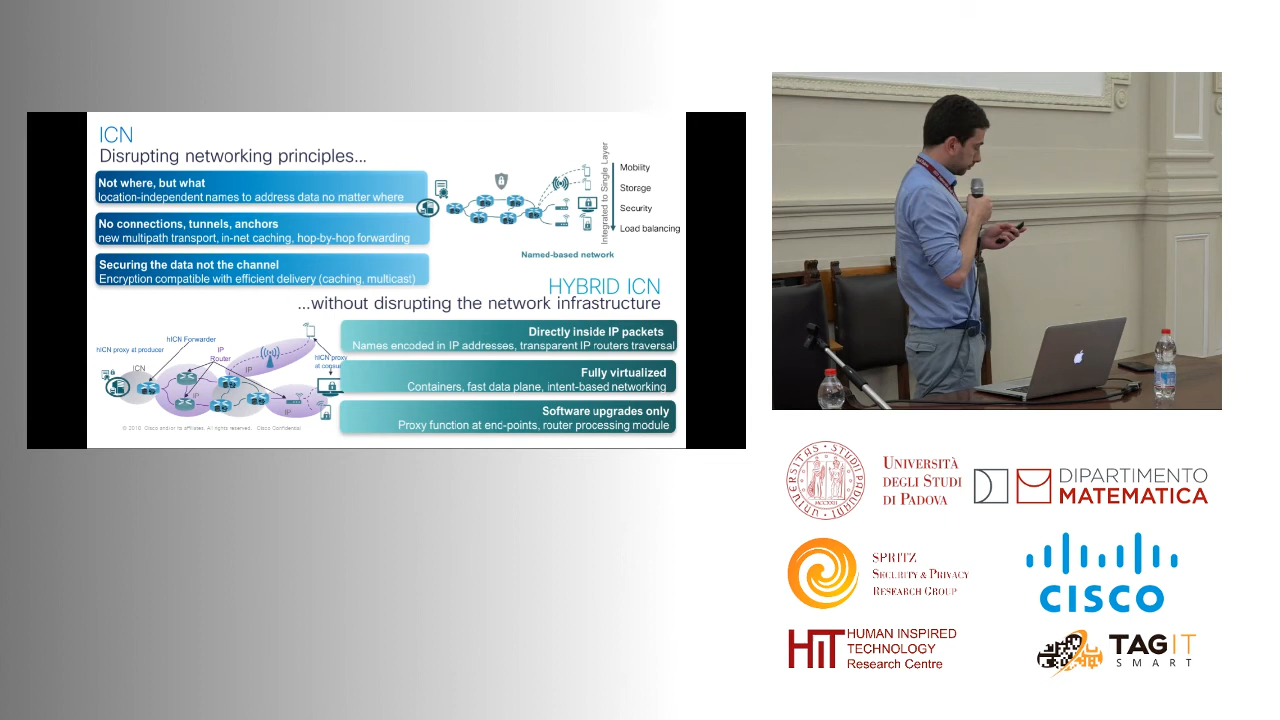 ICN
Disrupting networking principles...
Not where, but what
location-independent names to address data no matter where
No connections, tunnels, anchors
new multipath transport, in-net caching, hop-by-hop forwarding
Securing the data not the channel
Encryption compatible with efficient delivery (caching, multicast)
Integrated to Single Layer
Mobility
Storage
Security
Load balancing
Named-based network
HYBRID ICN
...without disrupting the network infrastructure
hICN proxy at producer
hICN Forwarder
IP
Router
hICN proxy
ICN
IP
IP
IP
Directly inside IP packets
Names encoded in IP addresses, transparent IP routers traversal
Fully virtualized
Containers, fast data plane, intent-based networking
Software upgrades only
Proxy function at end-points, router processing module
Cisco and/or its affiliates. All rights reserved. Cisco Confidential
UNIVERSITÀ
DEGLI STUDI
DI PADOVA
DIPARTIMENTO
MATEMATICA
SPRITZ
SECURITY & PRIVACY
RESEARCH GROUP
CISCO
HIT
HUMAN INSPIRED
TECHNOLOGY
Research Centre
TAGIT
SMART